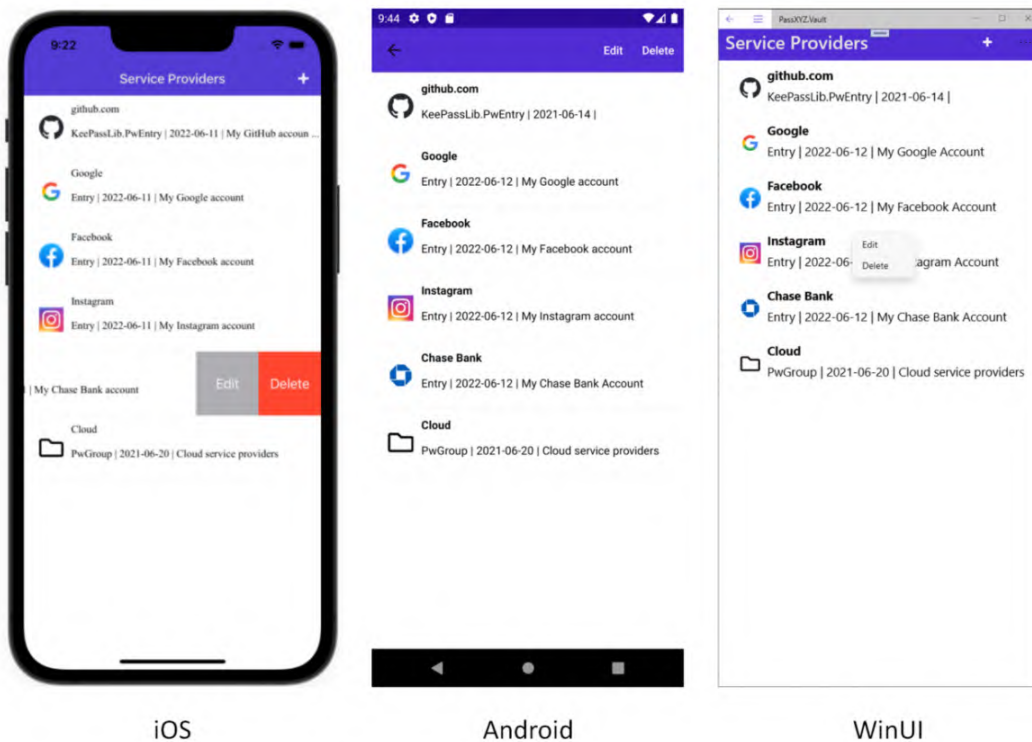 9:22
Service Providers +
github.com
KeePassLib.PwEntry | 2022-06-11 | My GitHub accoun ...
Google
Entry | 2022-06-11 | My Google account
Facebook
Entry | 2022-06-11 | My Facebook account
Instagram
Entry | 2022-06-11 | My Instagram account
| My Chase Bank account
Edit Delete
Cloud
PwGroup | 2021-06-20 | Cloud service providers
iOS
9:44
Edit Delete
github.com
KeePassLib.PwEntry | 2021-06-14 |
Google
Entry | 2022-06-12 | My Google account
Facebook
Entry | 2022-06-12 | My Facebook account
Instagram
Entry | 2022-06-12 | My Instagram account
Chase Bank
Entry | 2022-06-12 | My Chase Bank Account
Cloud
PwGroup | 2021-06-20 | Cloud service providers
Android
PassXYZ.Vault
Service Providers +
github.com
KeePassLib.PwEntry | 2021-06-14 |
Google
Entry | 2022-06-12 | My Google Account
Facebook
Entry | 2022-06-12 | My Facebook Account
Instagram
Entry | 2022-06- agram Account
Edit
Delete
Chase Bank
Entry | 2022-06-12 | My Chase Bank Account
Cloud
PwGroup | 2021-06-20 | Cloud service providers
WinUI